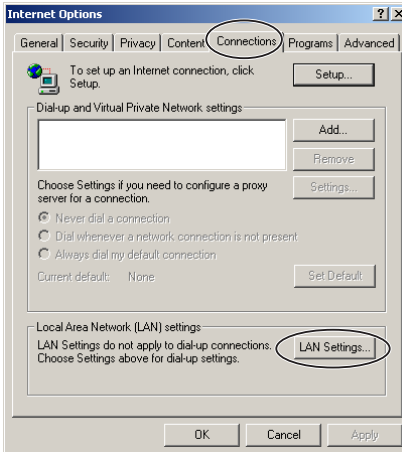 Internet Options
General Security Privacy Content Connections Programs Advanced
To set up an Internet connection, click
Setup.
Setup...
Dial-up and Virtual Private Network settings
Add...
Remove
Choose Settings if you need to configure a proxy
server for a connection.
Settings...
Never dial a connection
Dial whenever a network connection is not present
Always dial my default connection
Current default: None
Set Default
Local Area Network (LAN) settings
LAN Settings do not apply to dial-up connections.
Choose Settings above for dial-up settings.
LAN Settings...
OK Cancel Apply